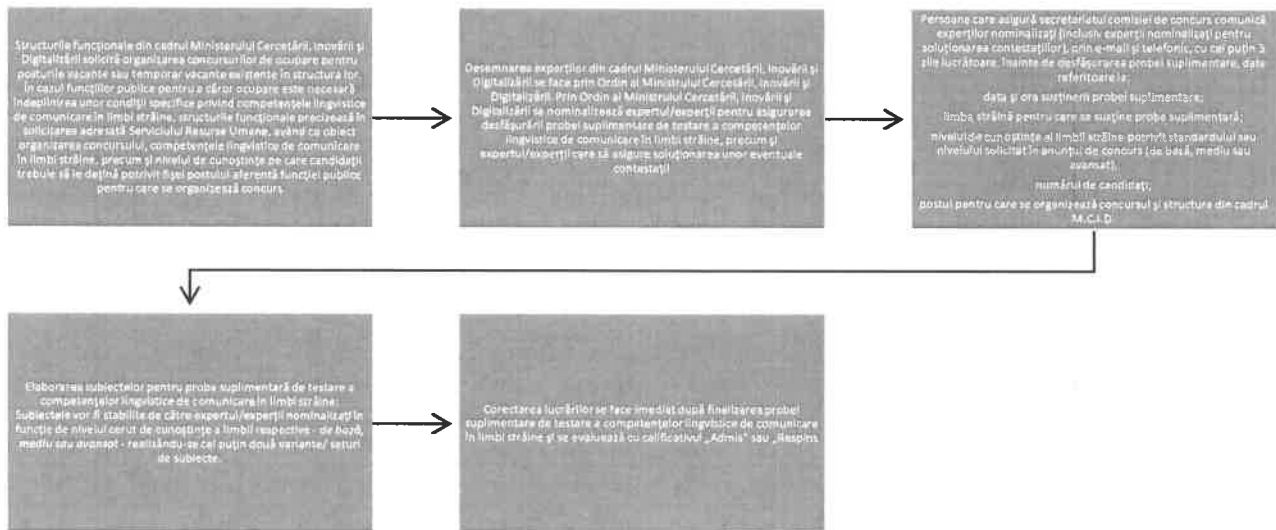 Structurile funcționale din cadrul Ministerului Cercetării, Inovării și
Digitalizării solicită organizarea concursurilor de ocupare pentru
posturile vacante sau temporar vacante existente în structura lor.
În cazul funcțiilor publice pentru a căror ocupare este necesară
îndeplinirea unor condiții specifice privind competențele lingvistice
de comunicare în limbi străine, structurile funcționale precizează în
solicitarea adresată Serviciului Resurse Umane, având ca obiect
organizarea concursului, competențele lingvistice de comunicare
în limbi străine, precum și nivelul de cunoștințe pe care candidații
trebuie să le dețină potrivit fișei postului aferentă funcției publice
pentru care se organizează concurs.
Desemnarea experților din cadrul Ministerului Cercetării, Inovării și
Digitalizării se face prin Ordin al Ministrului Cercetării, Inovării și
Digitalizării. Prin Ordin al Ministrului Cercetării, Inovării și
Digitalizării se nominalizează expertul/experții pentru asigurarea
desfășurării probei suplimentare de testare a competențelor
lingvistice de comunicare în limbi străine, precum și
expertul/experții care să asigure soluționarea unor eventuale
contestații
Persoane care asigură secretariatul comisiei de concurs comunică
experților nominalizați (inclusiv experții nominalizați pentru
soluționarea contestațiilor), prin e-mail și telefonic, cu cel puțin 3
zile lucrătoare, înainte de desfășurarea probei suplimentare, date
referitoare la:
data și ora susținerii probei suplimentare;
limba străină pentru care se susține proba suplimentară;
nivelului de cunoștințe al limbii străine potrivit standardului sau
nivelului solicitat în anunțul de concurs (de bază, mediu sau
avansat),
numărul de candidați;
postul pentru care se organizează concursul și structura din cadrul
M.C.I.D
Elaborarea subiectelor pentru proba suplimentară de testare a
competențelor lingvistice de comunicare în limbi străine:
Subiectele vor fi stabilite de către expertul/experții nominalizați în
funcție de nivelul cerut de cunoștințe a limbii respective - de bază,
mediu sau avansat - realizându-se cel puțin două variante/ seturi
de subiecte.
Corectarea lucrărilor se face imediat după finalizarea probei
suplimentare de testare a competențelor lingvistice de comunicare
în limbi străine și se evaluează cu calificativul „Admis" sau „Respins